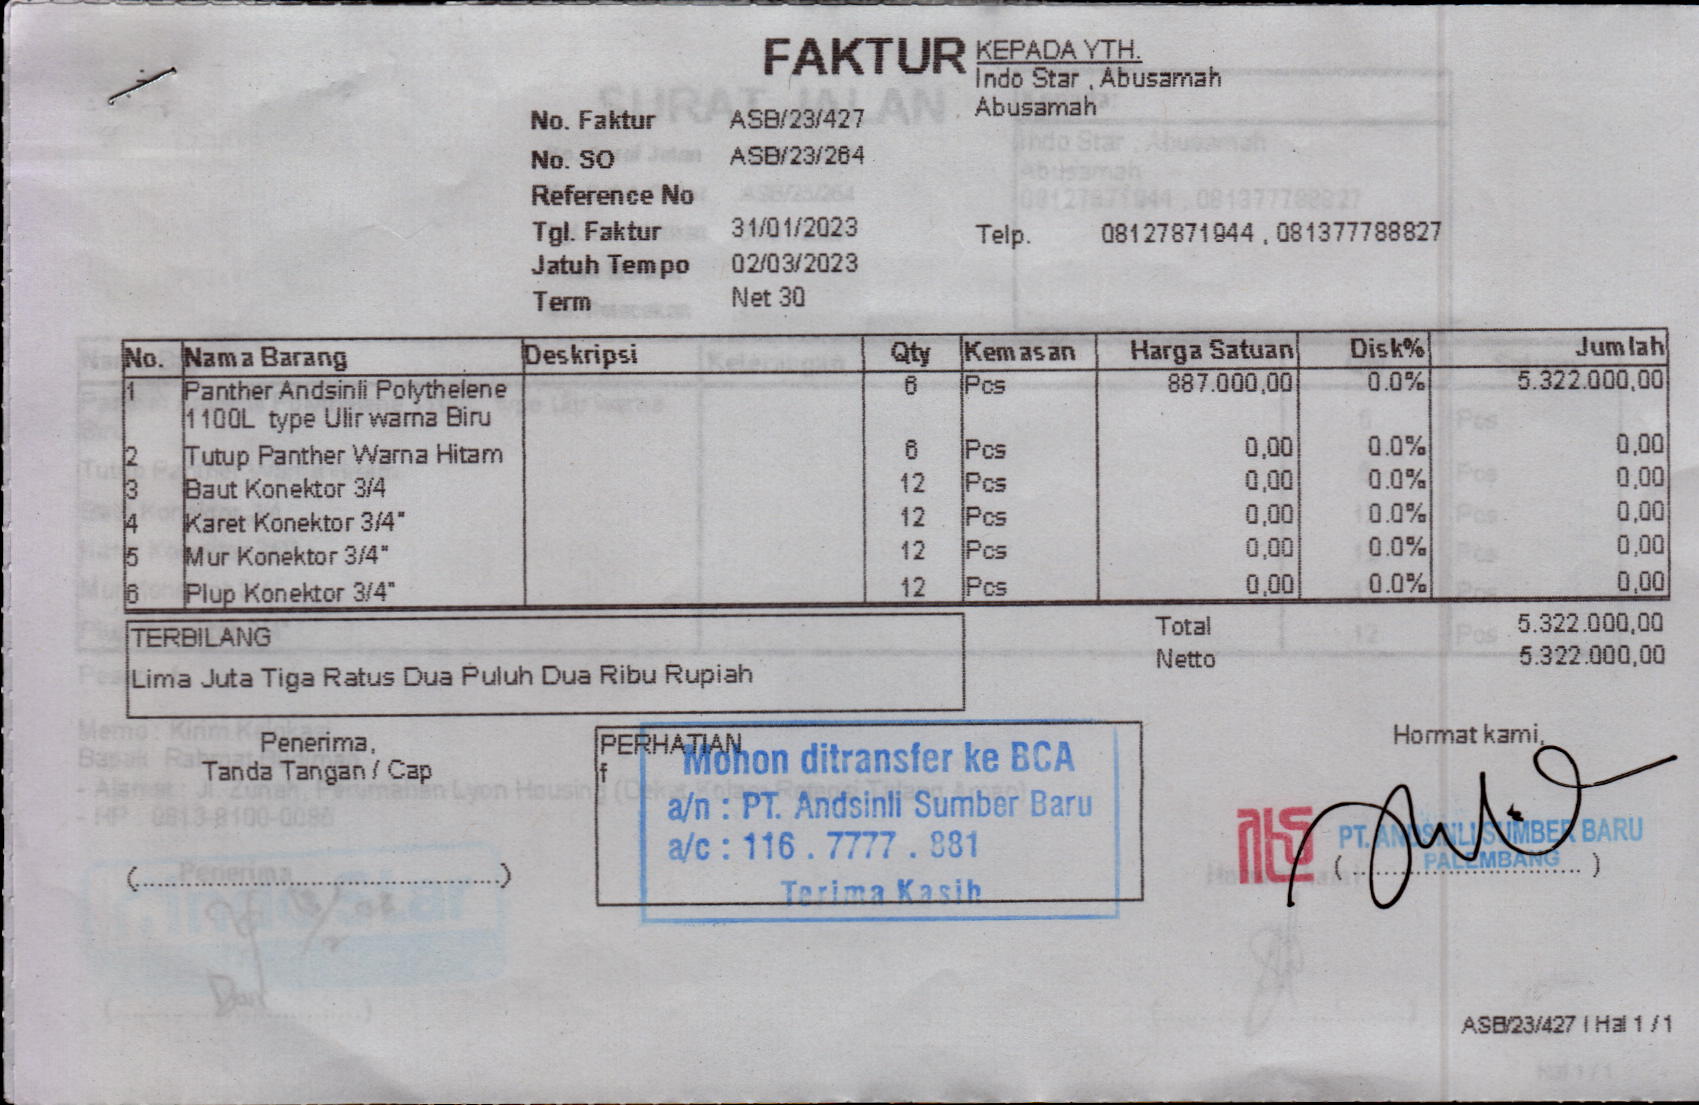 FAKTUR
KEPADA YTH.
Indo Star , Abusamah
Abusamah
No. Faktur ASB/23/427
No. SO ASB/23/264
Reference No
Tgl. Faktur 31/01/2023
Telp. 08127871944 , 081377788827
Jatuh Tempo 02/03/2023
Term Net 30
No. Nama Barang Deskripsi Qty Kemasan Harga Satuan Disk% Jumlah
1 Panther Andsinli Polythelene 6 Pcs 887.000,00 0.0% 5.322.000,00
1100L type Ulir warna Biru
2 Tutup Panther Warna Hitam 6 Pcs 0,00 0.0% 0,00
3 Baut Konektor 3/4 12 Pcs 0,00 0.0% 0,00
4 Karet Konektor 3/4" 12 Pcs 0,00 0.0% 0,00
5 Mur Konektor 3/4" 12 Pcs 0,00 0.0% 0,00
6 Plup Konektor 3/4" 12 Pcs 0,00 0.0% 0,00
TERBILANG
Lima Juta Tiga Ratus Dua Puluh Dua Ribu Rupiah
Total 5.322.000,00
Netto 5.322.000,00
Penerima,
Tanda Tangan / Cap
(................................................)
PERHATIAN
f
Mohon ditransfer ke BCA
a/n : PT. Andsinli Sumber Baru
a/c : 116 . 7777 . 881
Terima Kasih
Hormat kami,
PT. ANDSINLI SUMBER BARU
PALEMBANG
(................................)
ASB/23/427 | Hal 1 / 1